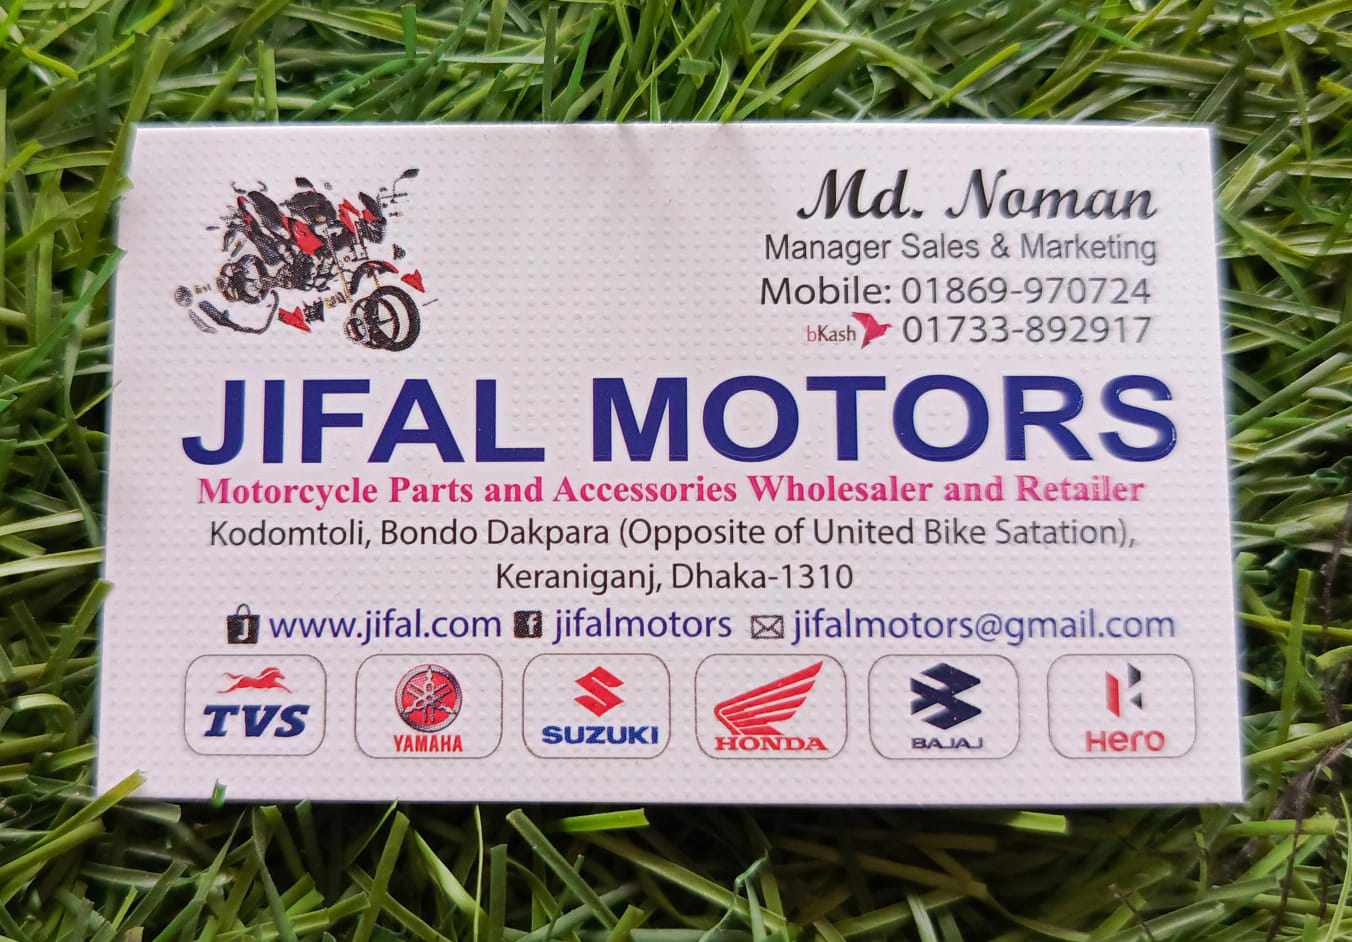 Md. Noman
Manager Sales & Marketing
Mobile: 01869-970724
bKash 01733-892917
JIFAL MOTORS
Motorcycle Parts and Accessories Wholesaler and Retailer
Kodomtoli, Bondo Dakpara (Opposite of United Bike Satation),
Keraniganj, Dhaka-1310
www.jifal.com jifalmotors jifalmotors@gmail.com
TVS YAMAHA SUZUKI HONDA BAJAJ Hero